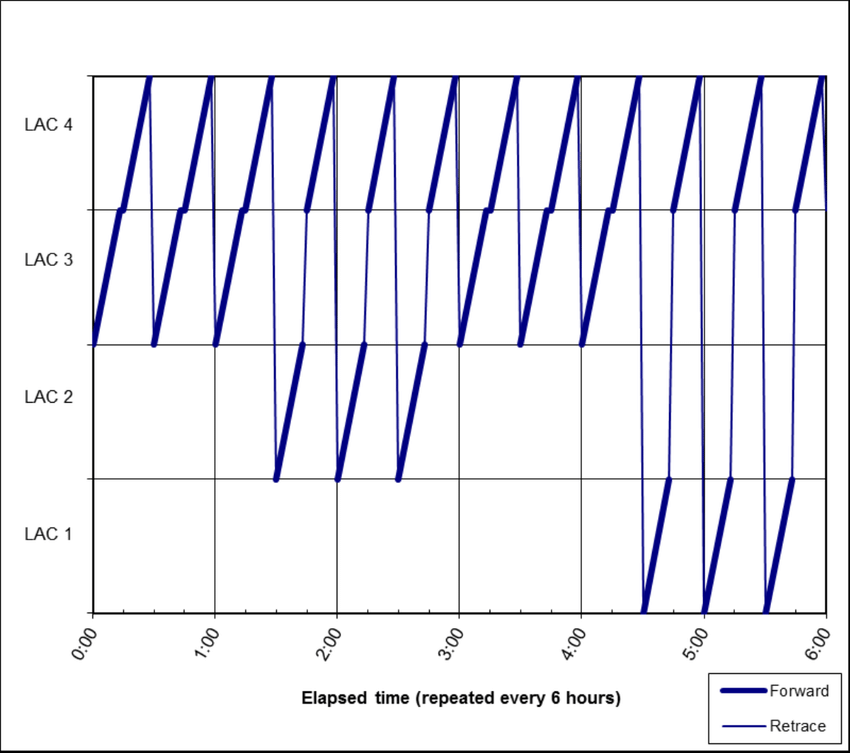 LAC 4
LAC 3
LAC 2
LAC 1
0:00 1:00 2:00 3:00 4:00 5:00 6:00
Elapsed time (repeated every 6 hours)
Forward
Retrace